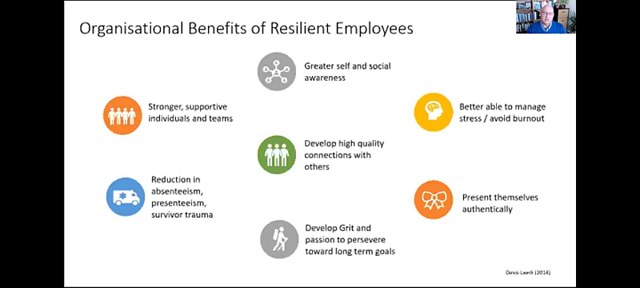 Organisational Benefits of Resilient Employees
Greater self and social
awareness
Stronger, supportive
individuals and teams
Better able to manage
stress / avoid burnout
Develop high quality
connections with
others
Reduction in
absenteeism,
presenteeism,
survivor trauma
Present themselves
authentically
Develop Grit and
passion to persevere
toward long term goals
(2014)